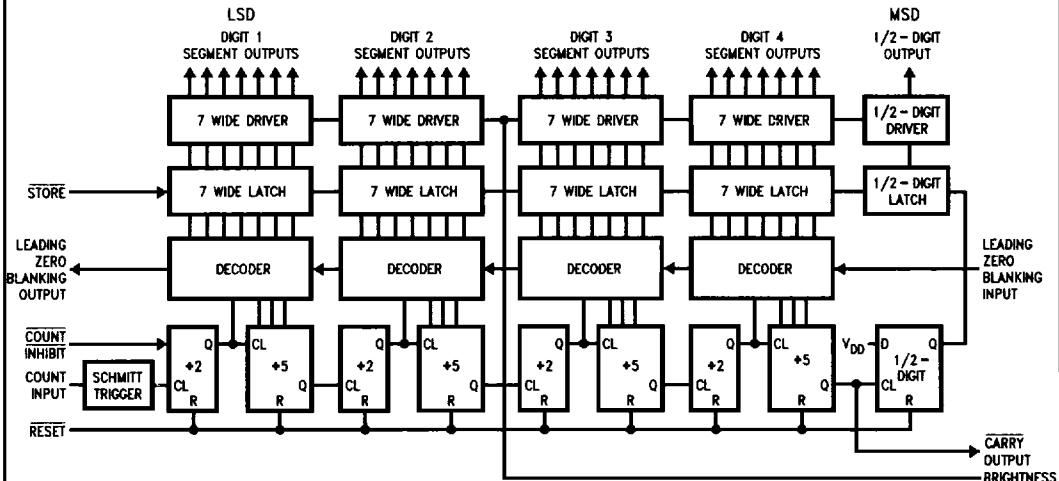 LSD
MSD
DIGIT 1
SEGMENT OUTPUTS
DIGIT 2
SEGMENT OUTPUTS
DIGIT 3
SEGMENT OUTPUTS
DIGIT 4
SEGMENT OUTPUTS
1/2-DIGIT
OUTPUT
7 WIDE DRIVER
7 WIDE DRIVER
7 WIDE DRIVER
7 WIDE DRIVER
1/2-DIGIT
DRIVER
STORE
7 WIDE LATCH
7 WIDE LATCH
7 WIDE LATCH
7 WIDE LATCH
1/2-DIGIT
LATCH
LEADING
ZERO
BLANKING
OUTPUT
DECODER
DECODER
DECODER
DECODER
LEADING
ZERO
BLANKING
INPUT
COUNT
INHIBIT
COUNT
INPUT
SCHMITT
TRIGGER
Q
÷2
CL
R
CL
÷5
Q
R
Q
÷2
CL
R
CL
÷5
Q
R
Q
÷2
CL
R
CL
÷5
Q
R
Q
÷2
CL
R
CL
÷5
Q
R
VDD
D
Q
1/2-
DIGIT
CL
R
RESET
CARRY
OUTPUT
BRIGHTNESS